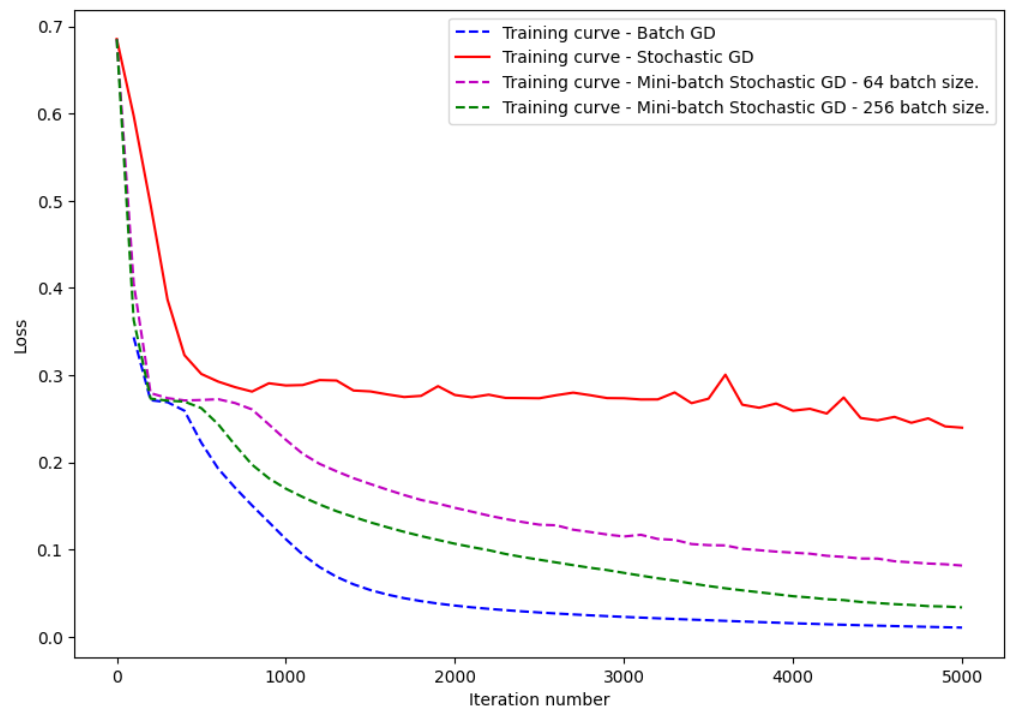 0.7
0.6
0.5
0.4
0.3
0.2
0.1
0.0
Loss
Training curve - Batch GD
Training curve - Stochastic GD
Training curve - Mini-batch Stochastic GD - 64 batch size.
Training curve - Mini-batch Stochastic GD - 256 batch size.
0 1000 2000 3000 4000 5000
Iteration number